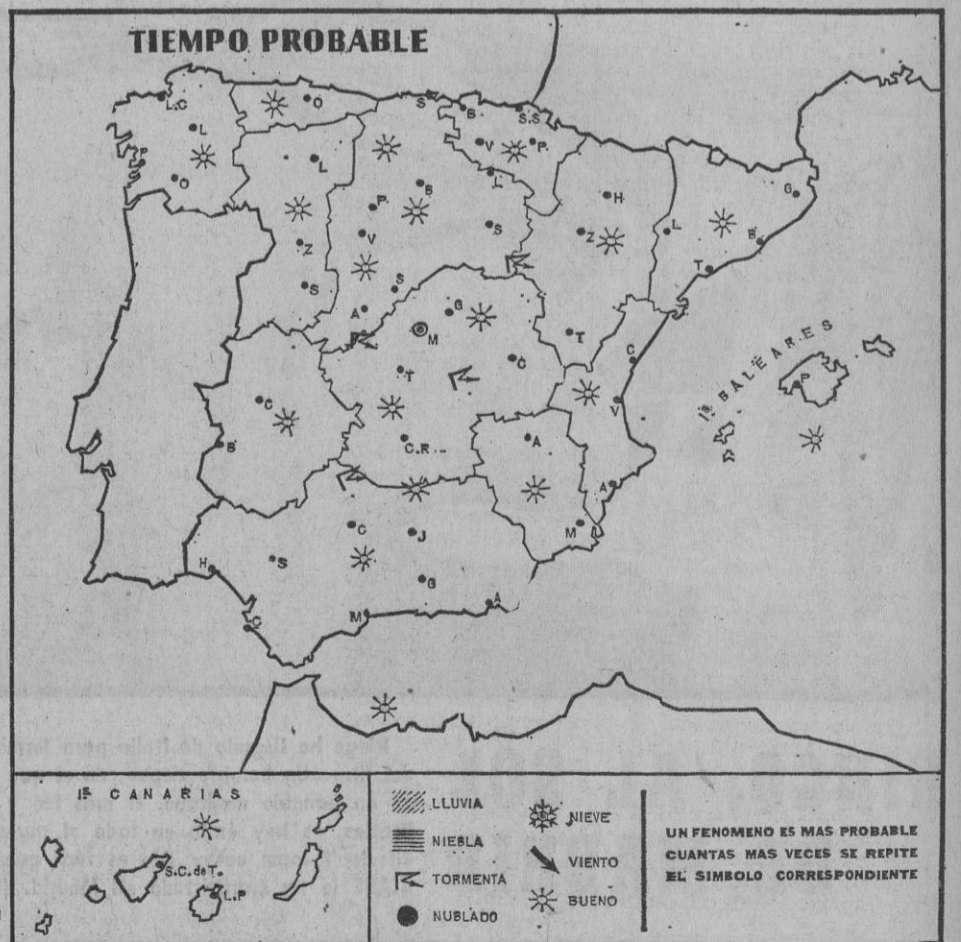 TIEMPO PROBABLE
L.C
O
S
B
S.S
L
V
P.
P
L
L
O
B
H
G
P
Z
L
B
V
S
Z
T
S
S
A
G
M
T
C
C
T
C
V
P
Iª BALEARES
B
C.R.
A
A
C
J
M
H
S
G
M
A
C
Iª CANARIAS
S.C. de T.
L.P
LLUVIA
NIEBLA
TORMENTA
NUBLADO
NIEVE
VIENTO
BUENO
UN FENOMENO ES MAS PROBABLE
CUANTAS MAS VECES SE REPITE
EL SIMBOLO CORRESPONDIENTE